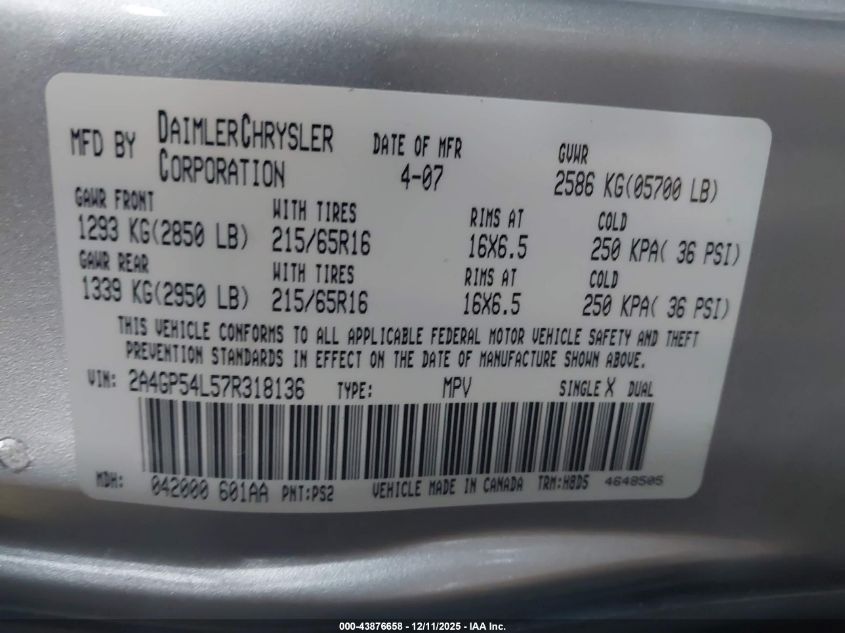 MFD BY DAIMLERCHRYSLER CORPORATION DATE OF MFR 4-07 GVWR 2586 KG(05700 LB)
GAWR FRONT WITH TIRES RIMS AT COLD
1293 KG(2850 LB) 215/65R16 16X6.5 250 KPA( 36 PSI)
GAWR REAR WITH TIRES RIMS AT COLD
1339 KG(2950 LB) 215/65R16 16X6.5 250 KPA( 36 PSI)
THIS VEHICLE CONFORMS TO ALL APPLICABLE FEDERAL MOTOR VEHICLE SAFETY AND THEFT
PREVENTION STANDARDS IN EFFECT ON THE DATE OF MANUFACTURE SHOWN ABOVE.
VIN: 2A4GP54L57R318136 TYPE: MPV SINGLE X DUAL
MDH: 042000 601AA PNT:PS2 VEHICLE MADE IN CANADA TRM:H8D5 4648505
000-43876658 - 12/11/2025 - IAA Inc.